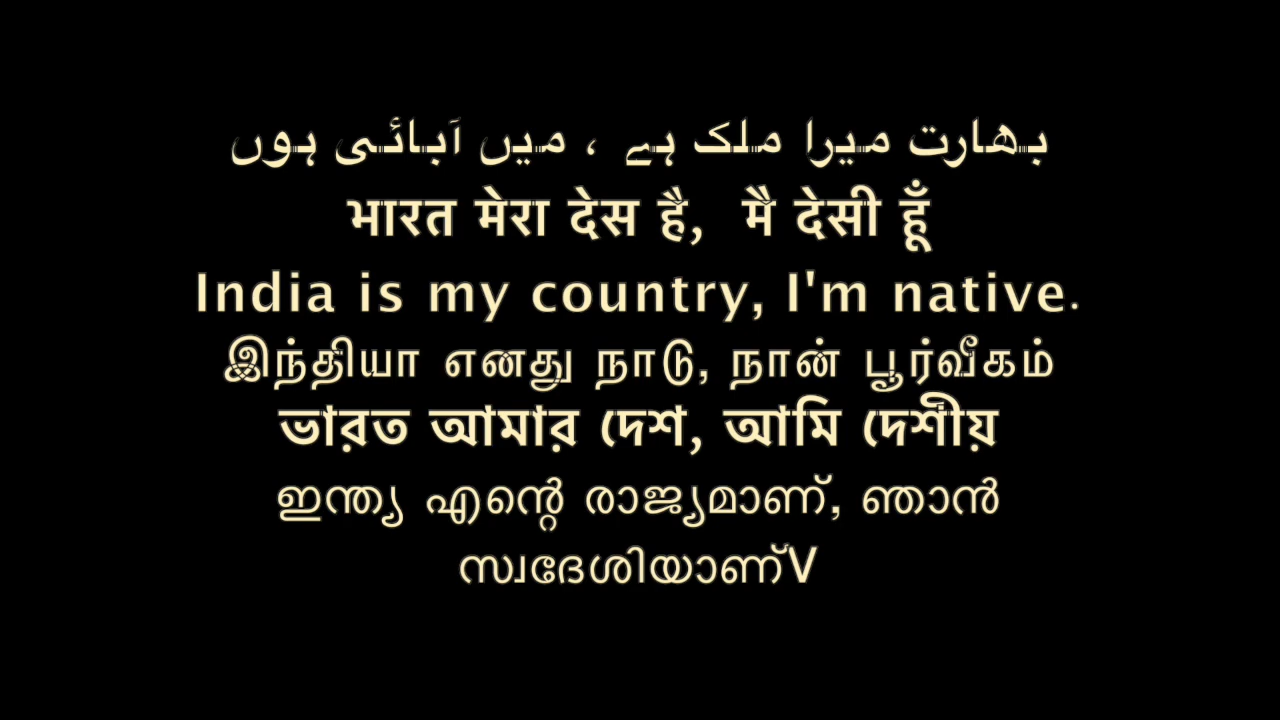 بھارت میرا ملک ہے ، میں آبائی ہوں
भारत मेरा देस है, मै देसी हूँ
India is my country, I'm native.
இந்தியா எனது நாடு, நான் பூர்வீகம்
ভারত আমার দেশ, আমি দেশীয়
ഇന്ത്യ എന്റെ രാജ്യമാണ്, ഞാൻ
സ്വദേശിയാണ്V